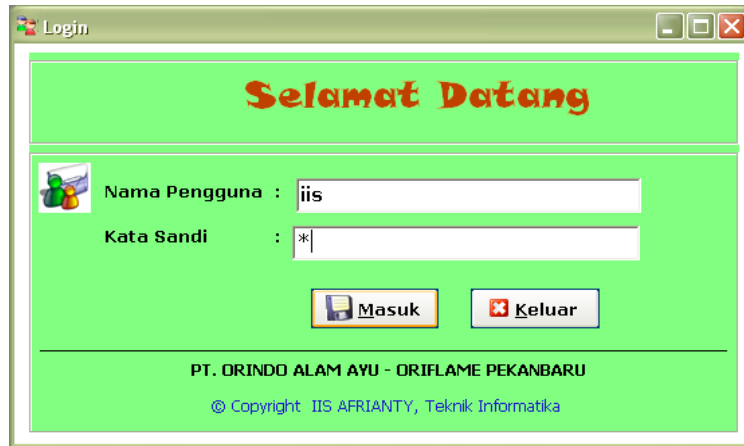 Login
Selamat Datang
Nama Pengguna : iis
Kata Sandi : *
Masuk Keluar
PT. ORINDO ALAM AYU - ORIFLAME PEKANBARU
© Copyright IIS AFRIANTY, Teknik Informatika